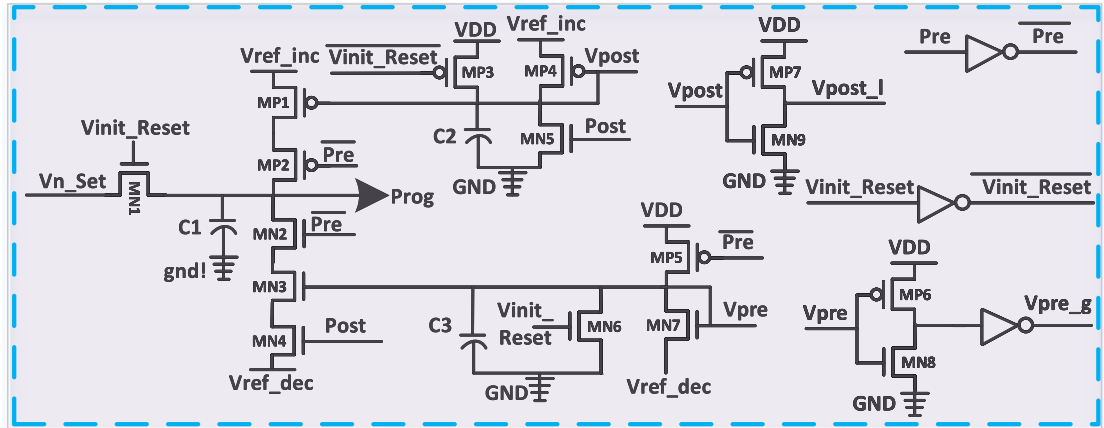 Vref_inc
MP1
MP2
Pre
Vinit_Reset
Vn_Set
MN1
C1
gnd!
Prog
MN2
Pre
MN3
MN4
Post
Vref_dec
Vinit_Reset
VDD
MP3
Vref_inc
MP4
Vpost
C2
MN5
Post
GND
VDD
MP5
Pre
Vpre
C3
Vinit_
Reset
MN6
MN7
GND
Vref_dec
VDD
MP7
Vpost
Vpost_l
MN9
GND
Pre
Pre
Vinit_Reset
Vinit_Reset
VDD
MP6
Vpre
MN8
Vpre_g
GND